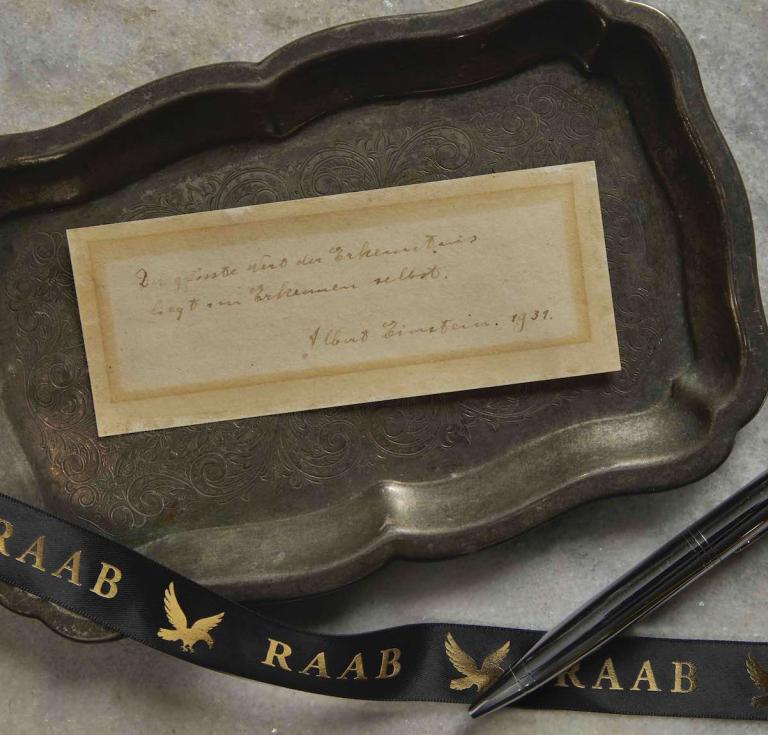 Der grösste Wert der Erkenntnis
liegt im Erkennen selbst.
Albert Einstein. 1931.
RAAB
RAAB
RAAB